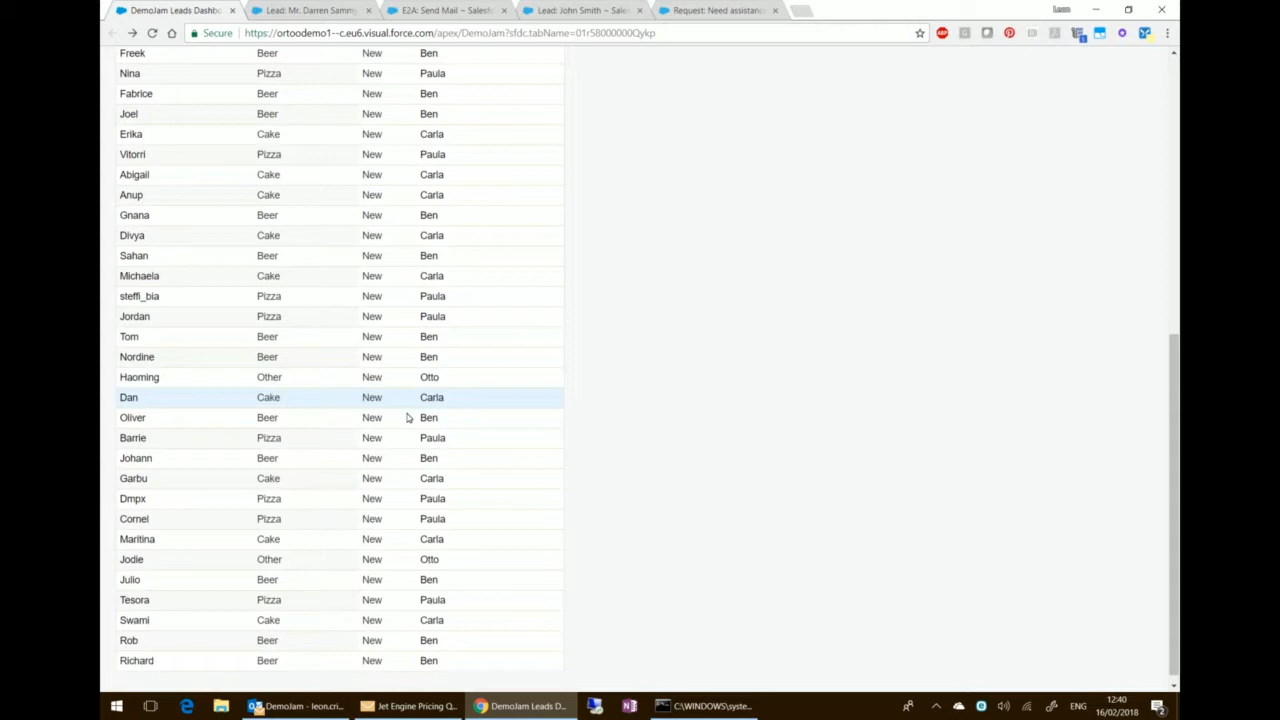 DemoJam Leads Dashbo
Lead: Mr. Darren Sammy
E2A: Send Mail ~ Salesf
Lead: John Smith ~ Sales
Request: Need assistanc
Leon
Secure
https://ortoodemo1--c.eu6.visual.force.com/apex/DemoJam?sfdc.tabName=01r58000000Qykp
Freek Beer New Ben
Nina Pizza New Paula
Fabrice Beer New Ben
Joel Beer New Ben
Erika Cake New Carla
Vitorri Pizza New Paula
Abigail Cake New Carla
Anup Cake New Carla
Gnana Beer New Ben
Divya Cake New Carla
Sahan Beer New Ben
Michaela Cake New Carla
steffi_bia Pizza New Paula
Jordan Pizza New Paula
Tom Beer New Ben
Nordine Beer New Ben
Haoming Other New Otto
Dan Cake New Carla
Oliver Beer New Ben
Barrie Pizza New Paula
Johann Beer New Ben
Garbu Cake New Carla
Dmpx Pizza New Paula
Cornel Pizza New Paula
Maritina Cake New Carla
Jodie Other New Otto
Julio Beer New Ben
Tesora Pizza New Paula
Swami Cake New Carla
Rob Beer New Ben
Richard Beer New Ben
DemoJam - leon.cri...
Jet Engine Pricing Q...
DemoJam Leads D...
C:\WINDOWS\syste...
ENG
12:40
16/02/2018
2